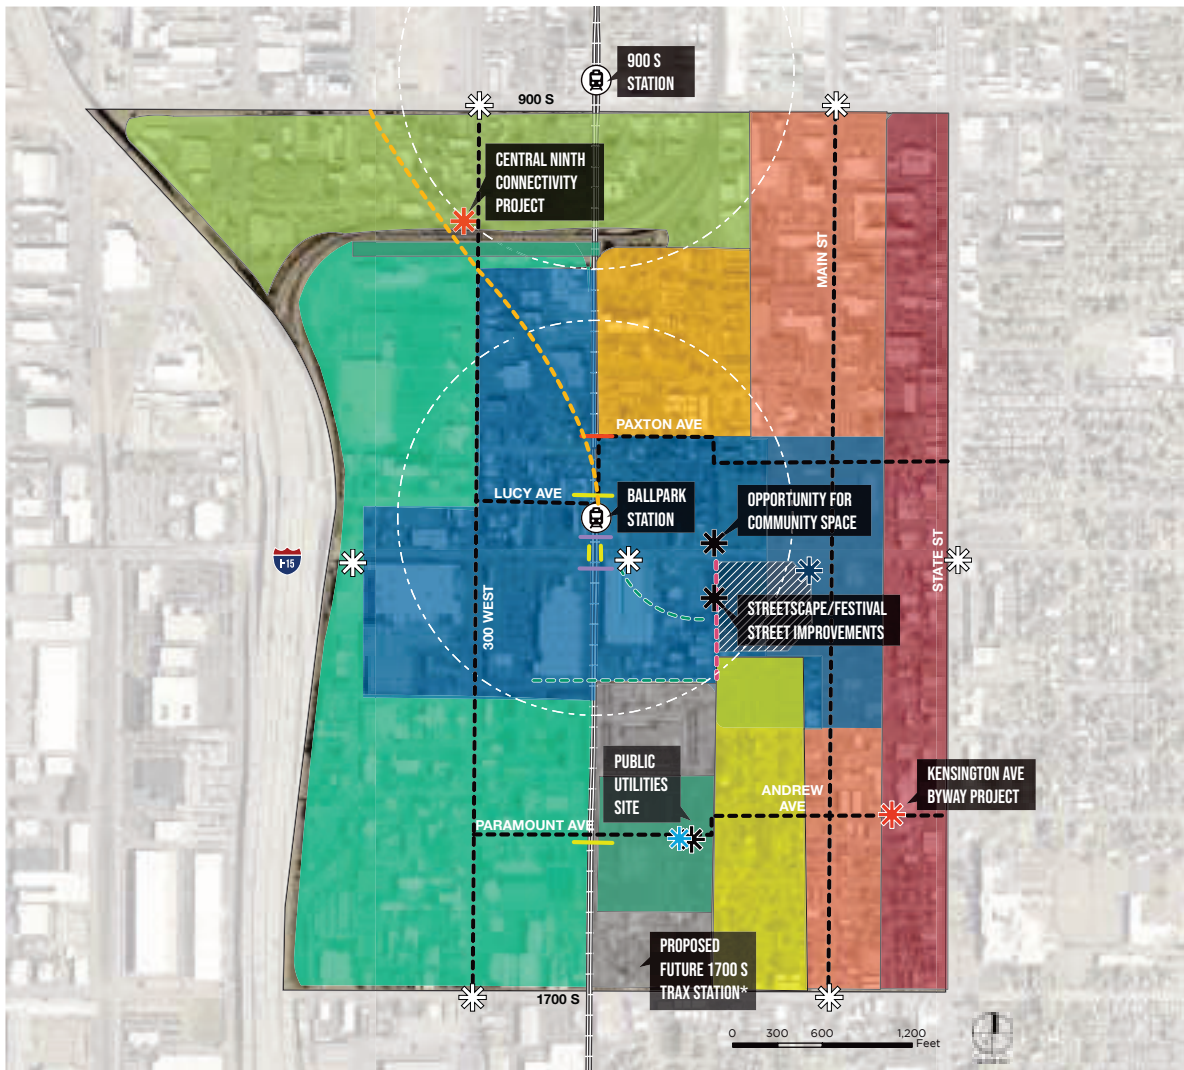 900 S
STATION
900 S
CENTRAL NINTH
CONNECTIVITY
PROJECT
MAIN ST
PAXTON AVE
LUCY AVE
BALLPARK
STATION
OPPORTUNITY FOR
COMMUNITY SPACE
I-15
STATE ST
300 WEST
STREETSCAPE/FESTIVAL
STREET IMPROVEMENTS
PUBLIC
UTILITIES
SITE
KENSINGTON AVE
BYWAY PROJECT
ANDREW
AVE
PARAMOUNT AVE
PROPOSED
FUTURE 1700 S
TRAX STATION*
1700 S
0 300 600 1,200
Feet